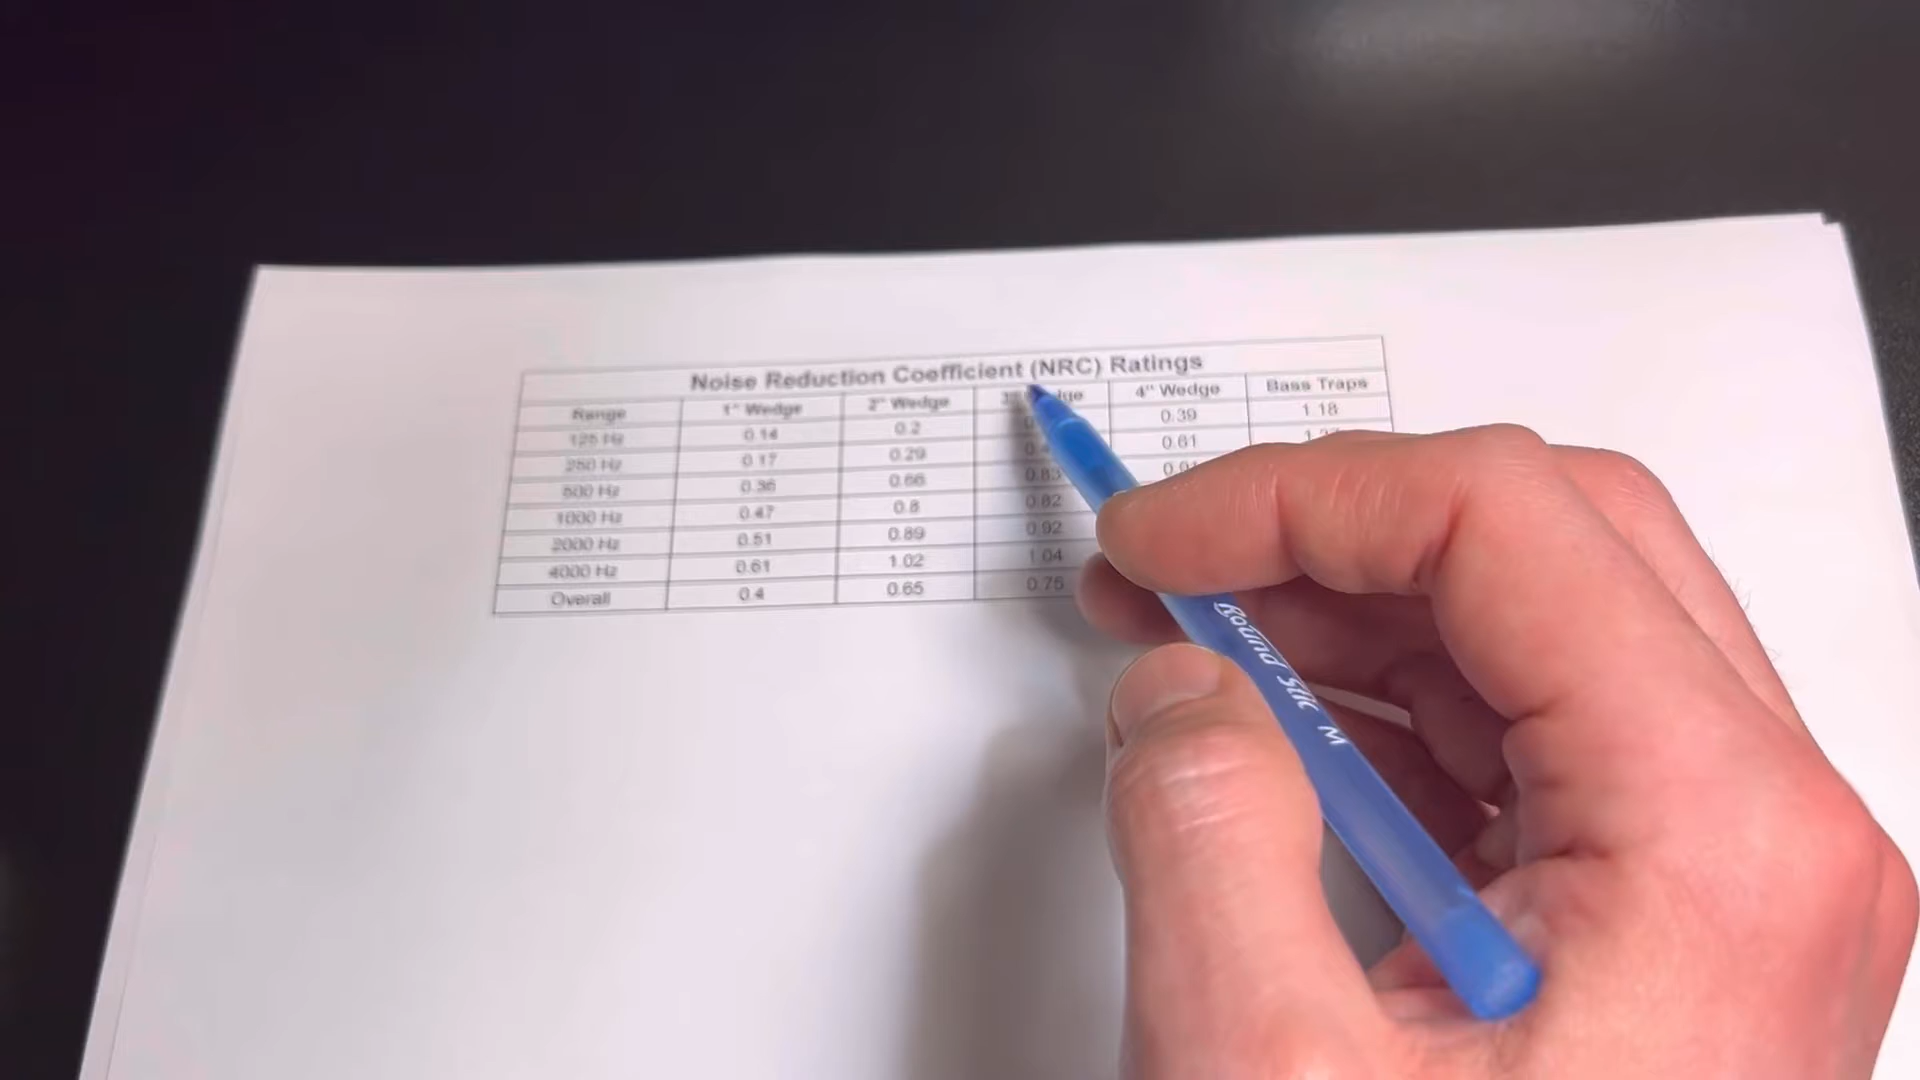 Noise Reduction Coefficient (NRC) Ratings
Range 1" Wedge 2" Wedge 4" Wedge Bass Traps
125 Hz 0.14 0.2 0.39 1.18
250 Hz 0.17 0.29 0.61
500 Hz 0.36 0.66 0.83
1000 Hz 0.47 0.8 0.82
2000 Hz 0.51 0.89 0.92
4000 Hz 0.61 1.02 1.04
Overall 0.4 0.65 0.75
Round Stic M